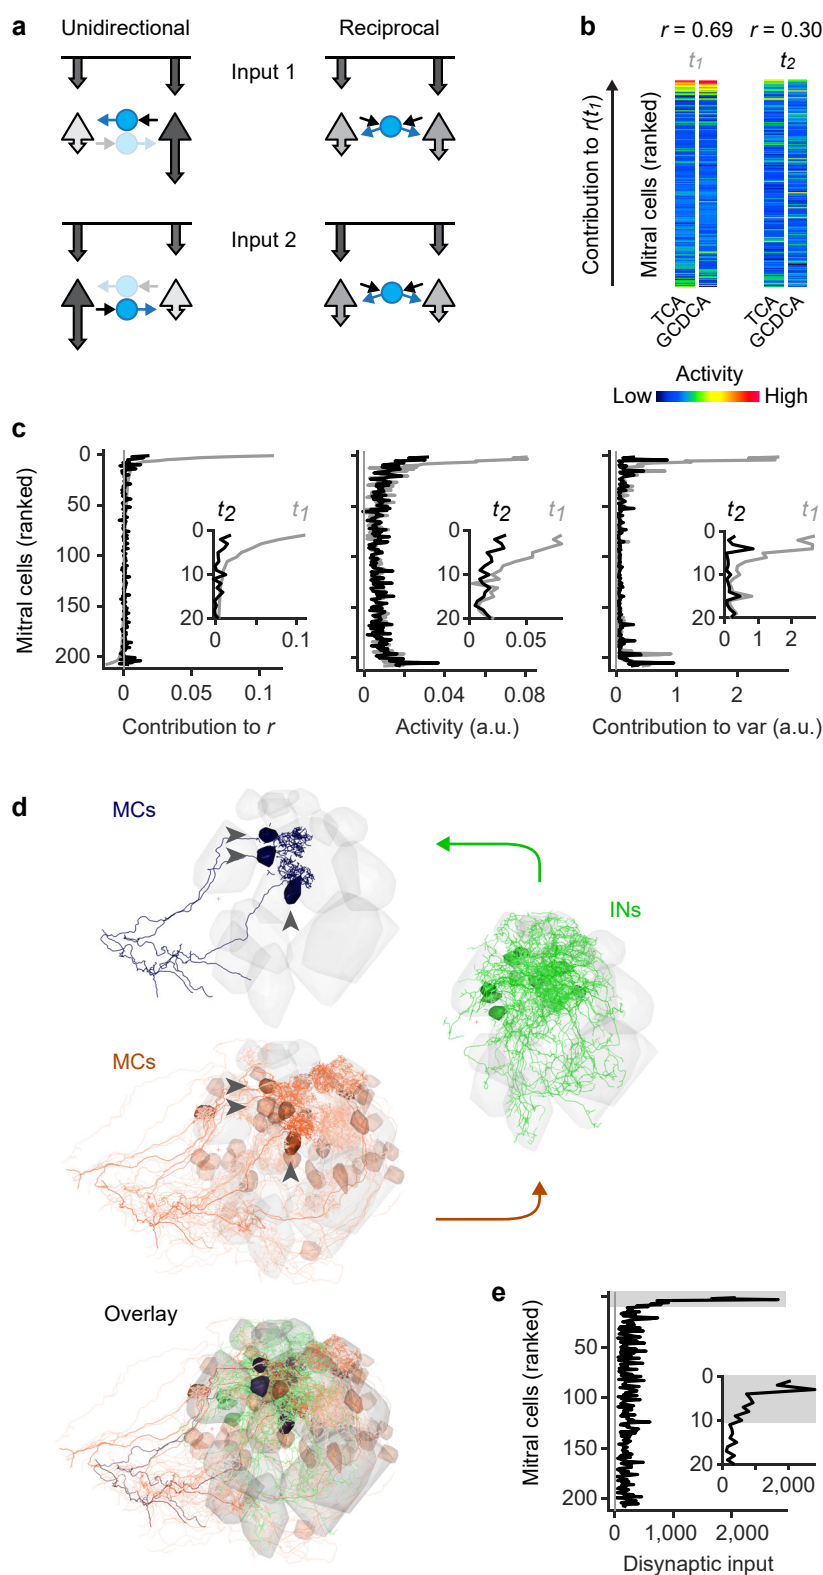 a
Unidirectional
Reciprocal
Input 1
Input 2
b
r = 0.69
r = 0.30
t1
t2
Contribution to r(t1)
Mitral cells (ranked)
TCA
GCDCA
TCA
GCDCA
Activity
Low
High
c
Mitral cells (ranked)
0
50
100
150
200
0
0.05
0.1
Contribution to r
t2
t1
0
10
20
0
0.1
0
0.04
0.08
Activity (a.u.)
t2
t1
0
10
20
0
0.05
0
1
2
Contribution to var (a.u.)
t2
t1
0
10
20
0
1
2
d
MCs
INs
MCs
Overlay
e
Mitral cells (ranked)
50
100
150
200
0
1,000
2,000
Disynaptic input
0
10
20
0
2,000